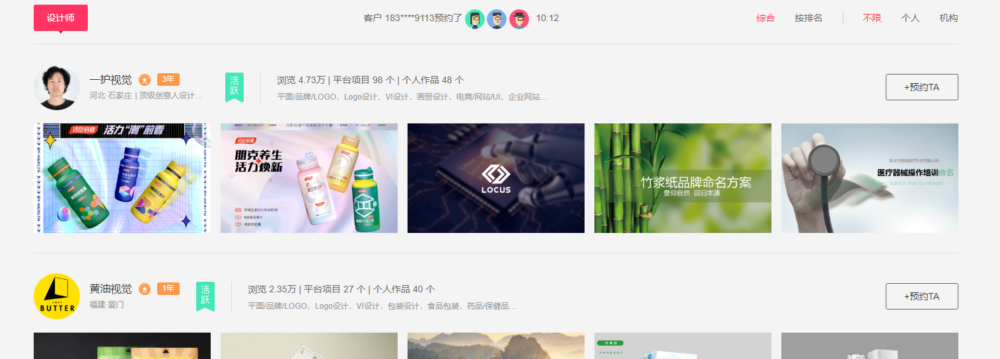 设计师
客户 183****9113预约了 10:12
综合 按排名 不限 个人 机构
一护视觉 3年
河北·石家庄 | 顶级创意人设计...
活跃
浏览 4.73万 | 平台项目 98 个 | 个人作品 48 个
平面/品牌/LOGO，Logo设计，VI设计，画册设计，电商/网站/UI，企业网站...
+预约TA
汤臣倍健 活力“潮”前看
BY-HEALTH
BY-HEALTH
汤臣倍健
朋克养生
活力焕新
LOCUS
竹浆纸品牌命名方案
景仰自然 回归本源
医疗器械操作培训命名
SCIENCE AND TECHNOLOGY
黄油视觉 1年
福建·厦门
BUTTER
活跃
浏览 2.35万 | 平台项目 27 个 | 个人作品 40 个
平面/品牌/LOGO，Logo设计，VI设计，包装设计，食品包装，药品/保健品...
+预约TA